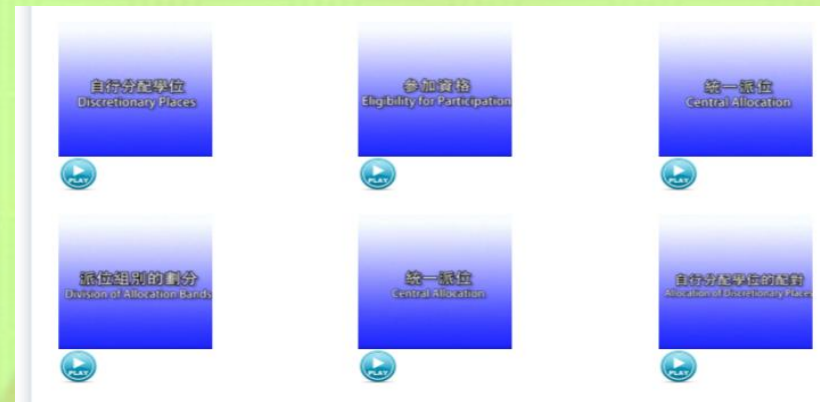 自行分配學位
Discretionary Places
參加資格
Eligibility for Participation
統一派位
Central Allocation
PLAY
PLAY
PLAY
派位組別的劃分
Division of Allocation Bands
統一派位
Central Allocation
自行分配學位的配對
Allocation of Discretionary Places
PLAY
PLAY
PLAY